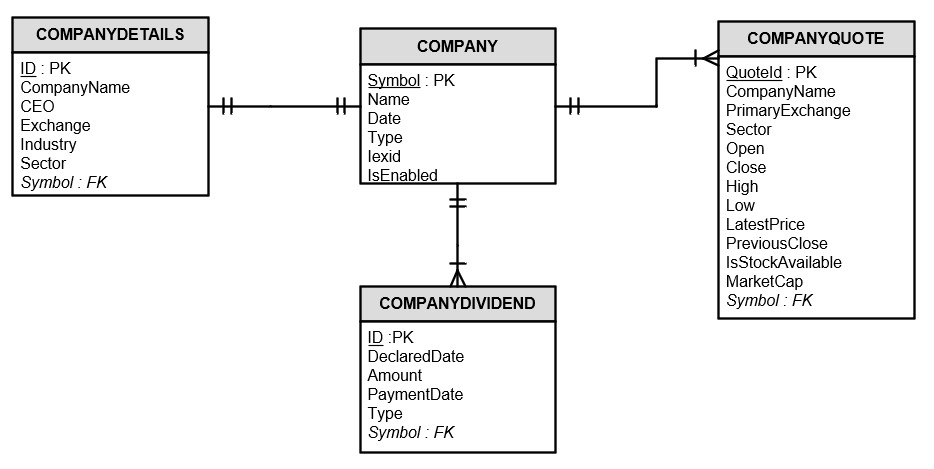 COMPANYDETAILS
ID : PK
CompanyName
CEO
Exchange
Industry
Sector
Symbol : FK
COMPANY
Symbol : PK
Name
Date
Type
Iexid
IsEnabled
COMPANYQUOTE
QuoteId : PK
CompanyName
PrimaryExchange
Sector
Open
Close
High
Low
LatestPrice
PreviousClose
IsStockAvailable
MarketCap
Symbol : FK
COMPANYDIVIDEND
ID :PK
DeclaredDate
Amount
PaymentDate
Type
Symbol : FK